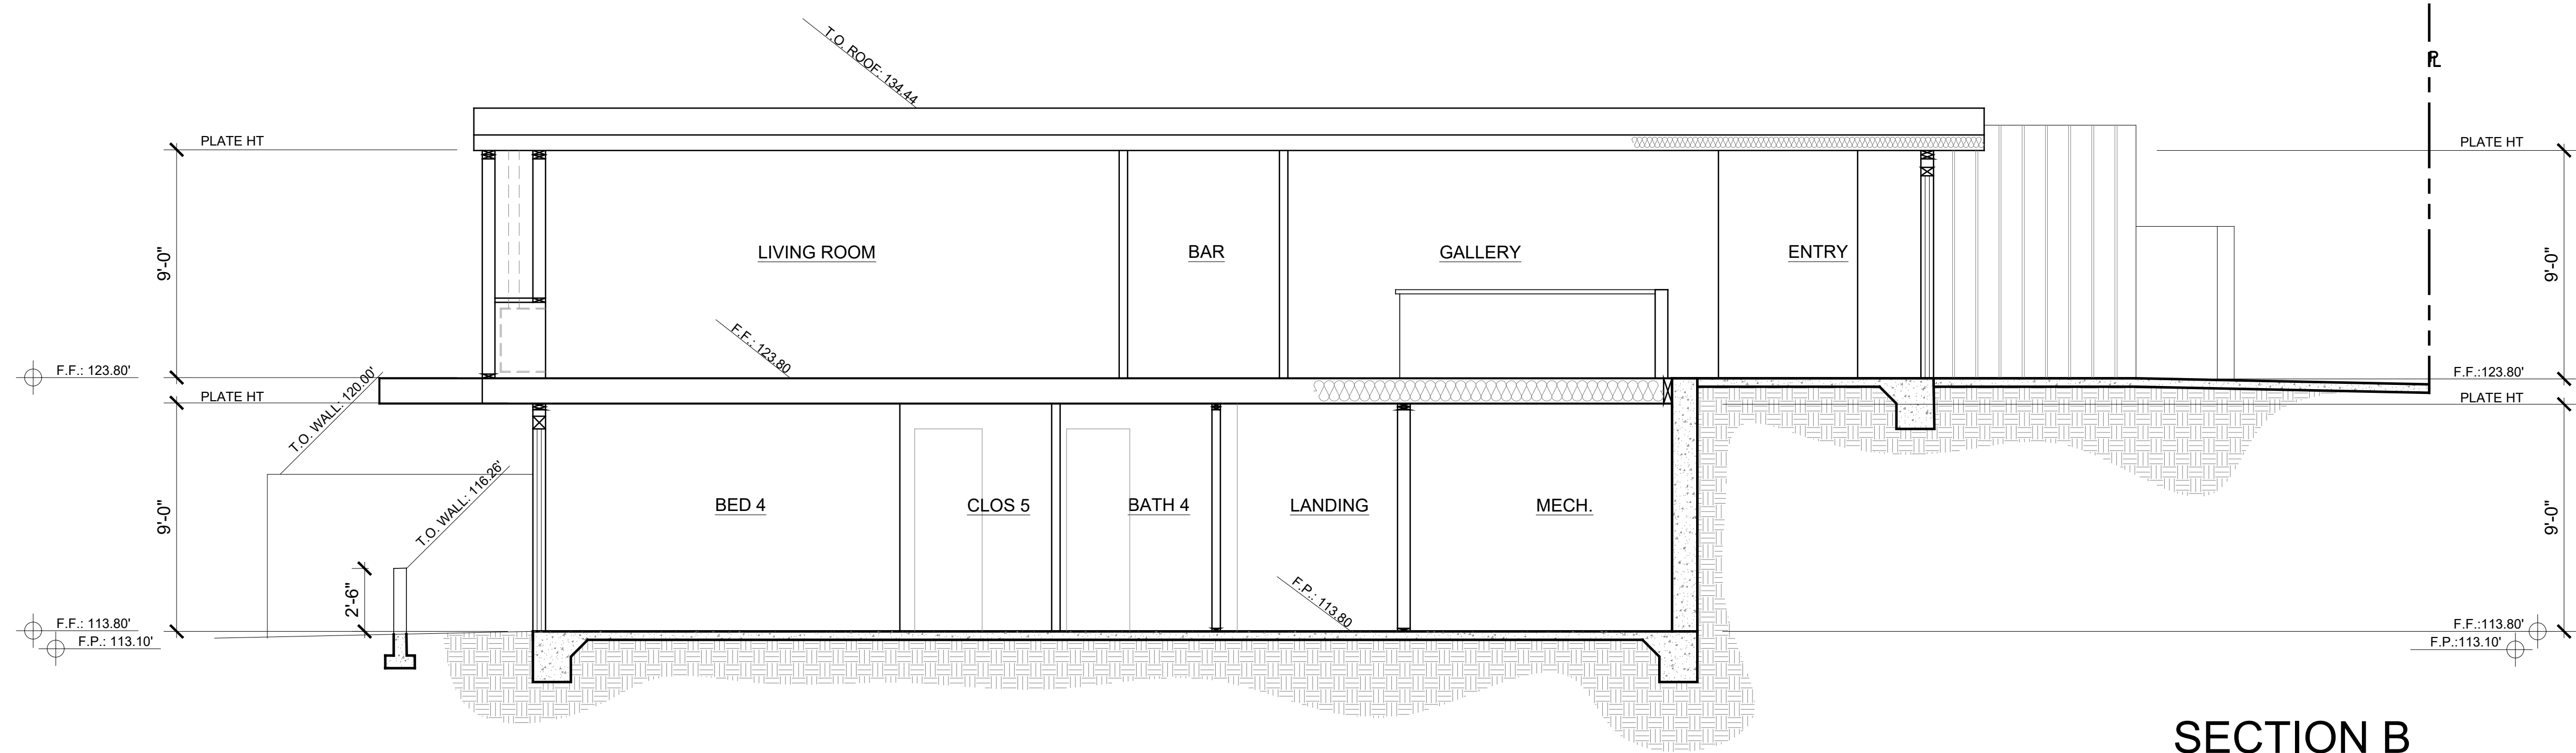 T.O. ROOF: 134.44
PL
PLATE HT
PLATE HT
9'-0"
LIVING ROOM
BAR
GALLERY
ENTRY
9'-0"
F.F.: 123.80
F.F.: 123.80'
F.F.:123.80'
PLATE HT
PLATE HT
T.O. WALL: 120.00'
T.O. WALL: 116.26'
9'-0"
BED 4
CLOS 5
BATH 4
LANDING
MECH.
9'-0"
2'-6"
F.P.: 113.80
F.F.: 113.80'
F.P.: 113.10'
F.F.:113.80'
F.P.:113.10'
SECTION B